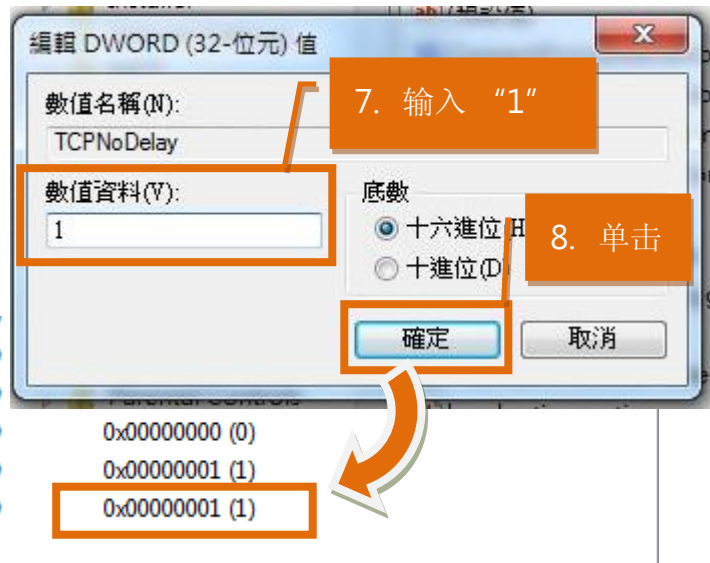 編輯 DWORD (32-位元) 值
X
數值名稱(N):
7. 输入 “1”
TCPNoDelay
數值資料(V):
1
底數
十六進位(H
十進位(D)
8. 单击
確定
取消
Parental Controls
0x00000000 (0)
0x00000001 (1)
0x00000001 (1)